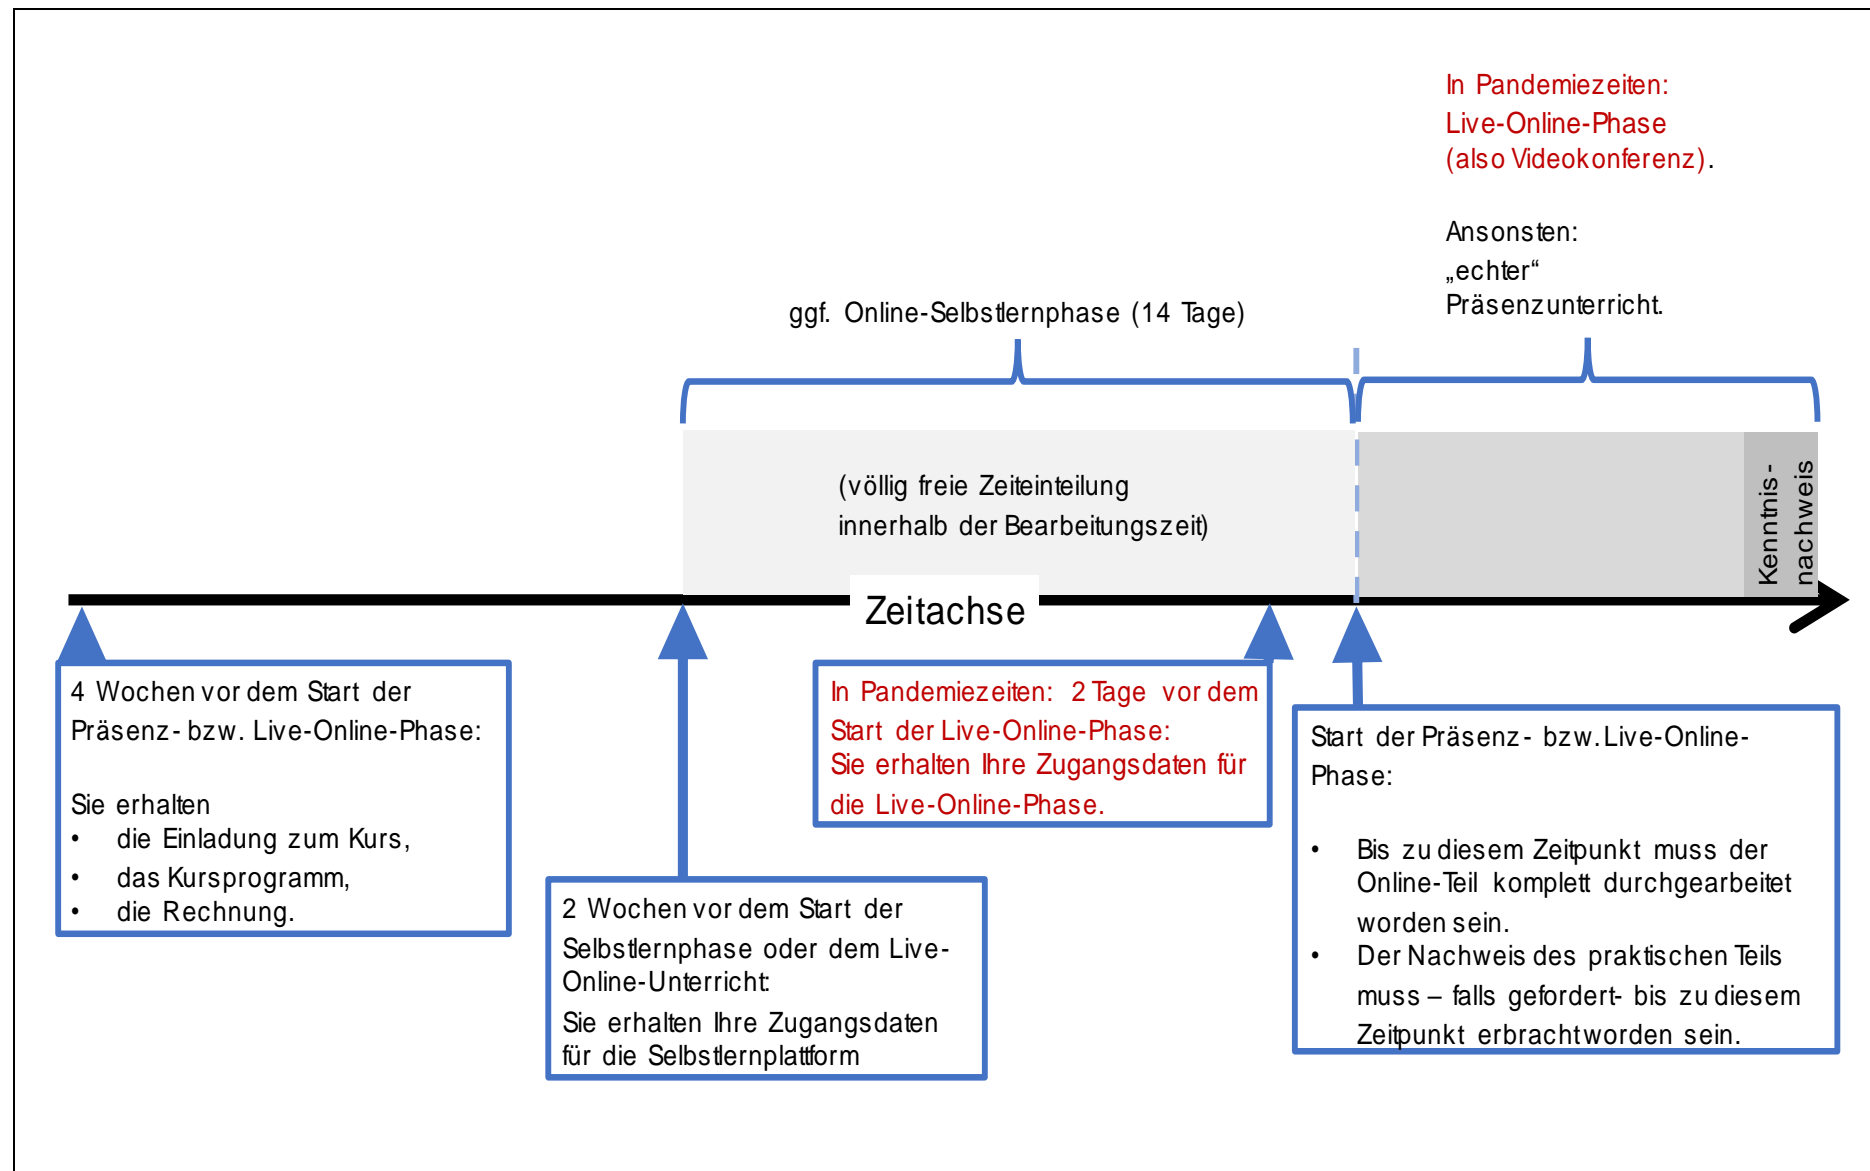 In Pandemiezeiten:
Live-Online-Phase
(also Videokonferenz).
Ansonsten:
„echter“
Präsenzunterricht.
ggf. Online-Selbstlernphase (14 Tage)
(völlig freie Zeiteinteilung
innerhalb der Bearbeitungszeit)
Kenntnis-
nachweis
Zeitachse
4 Wochen vor dem Start der
Präsenz- bzw. Live-Online-Phase:
Sie erhalten
• die Einladung zum Kurs,
• das Kursprogramm,
• die Rechnung.
2 Wochen vor dem Start der
Selbstlernphase oder dem Live-
Online-Unterricht:
Sie erhalten Ihre Zugangsdaten
für die Selbstlernplattform
In Pandemiezeiten: 2 Tage vor dem
Start der Live-Online-Phase:
Sie erhalten Ihre Zugangsdaten für
die Live-Online-Phase.
Start der Präsenz- bzw. Live-Online-
Phase:
• Bis zu diesem Zeitpunkt muss der
Online-Teil komplett durchgearbeitet
worden sein.
• Der Nachweis des praktischen Teils
muss – falls gefordert- bis zu diesem
Zeitpunkt erbracht worden sein.